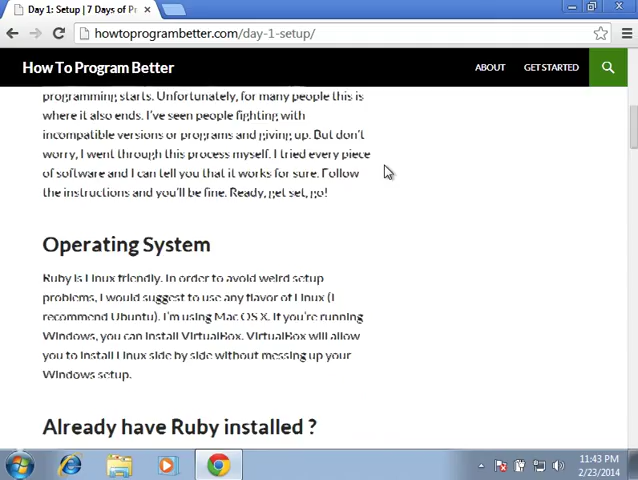 Day 1: Setup | 7 Days of Pr
howtoprogrambetter.com/day-1-setup/
How To Program Better
ABOUT
GET STARTED
programming starts. Unfortunately, for many people this is
where it also ends. I've seen people fighting with
incompatible versions or programs and giving up. But don't
worry, I went through this process myself. I tried every piece
of software and I can tell you that it works for sure. Follow
the instructions and you'll be fine. Ready, get set, go!
Operating System
Ruby is Linux friendly. In order to avoid weird setup
problems, I would suggest to use any flavor of Linux (I
recommend Ubuntu). I'm using Mac OS X. If you're running
Windows, you can install VirtualBox. VirtualBox will allow
you to install Linux side by side without messing up your
Windows setup.
Already have Ruby installed ?
11:43 PM
2/23/2014